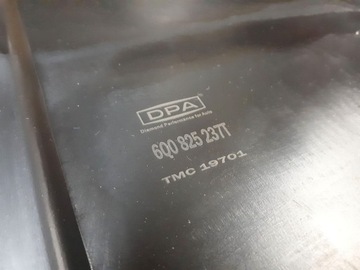 DPA
Diamond Performance for Auto
6Q0 825 237T
TMC 19701